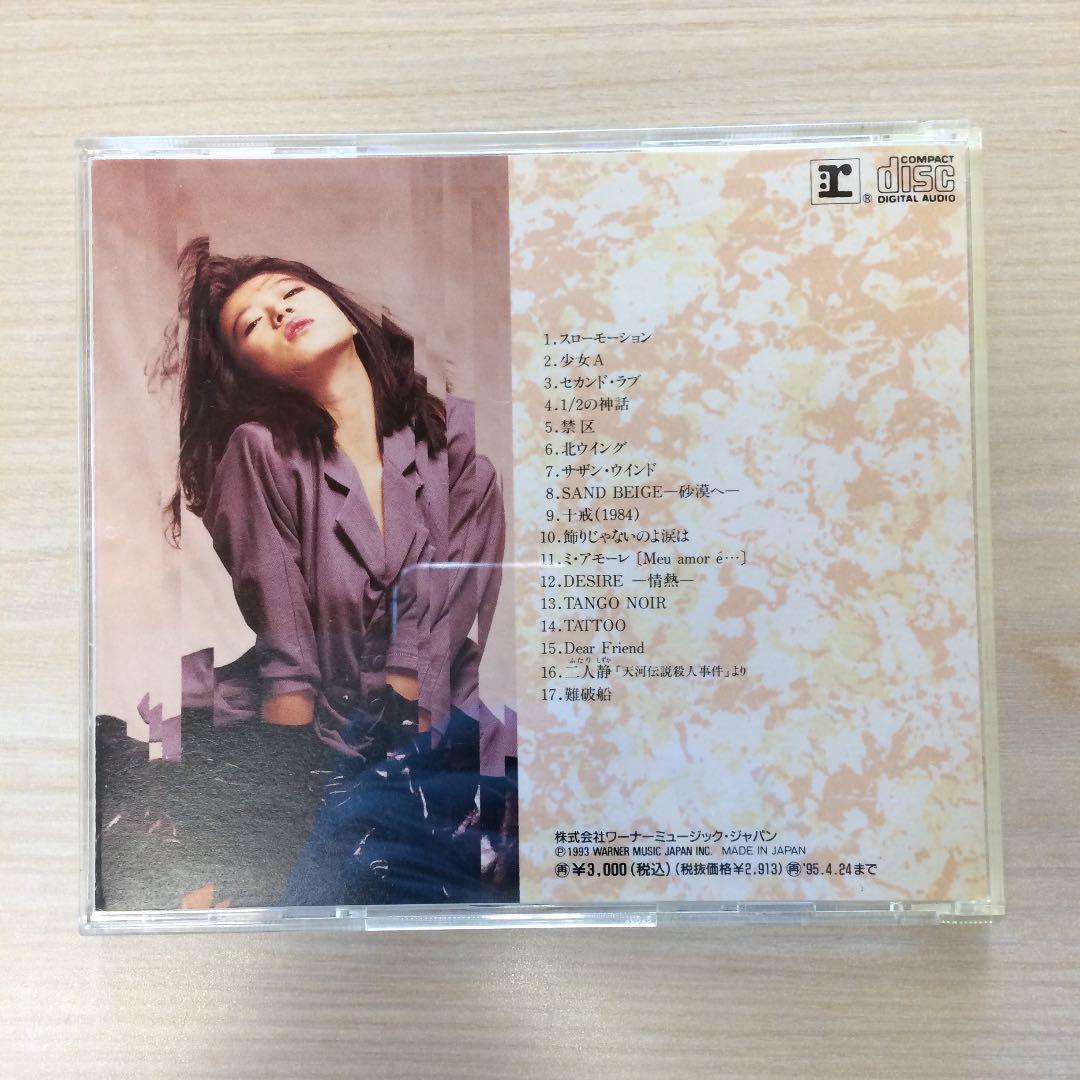 r®
COMPACT
disc
DIGITAL AUDIO
1.スローモーション
2.少女A
3.セカンド・ラブ
4.1/2の神話
5.禁区
6.北ウイング
7.サザン・ウインド
8.SAND BEIGE―砂漠へ―
9.十戒(1984)
10.飾りじゃないのよ涙は
11.ミ・アモーレ〔Meu amor é…〕
12.DESIRE ―情熱―
13.TANGO NOIR
14.TATTOO
15.Dear Friend
ふたり しずか
16.二人静「天河伝説殺人事件」より
17.難破船
株式会社ワーナーミュージック・ジャパン
Ⓟ1993 WARNER MUSIC JAPAN INC. MADE IN JAPAN
㊢¥3,000(税込)(税抜価格¥2,913)㊢'95.4.24まで